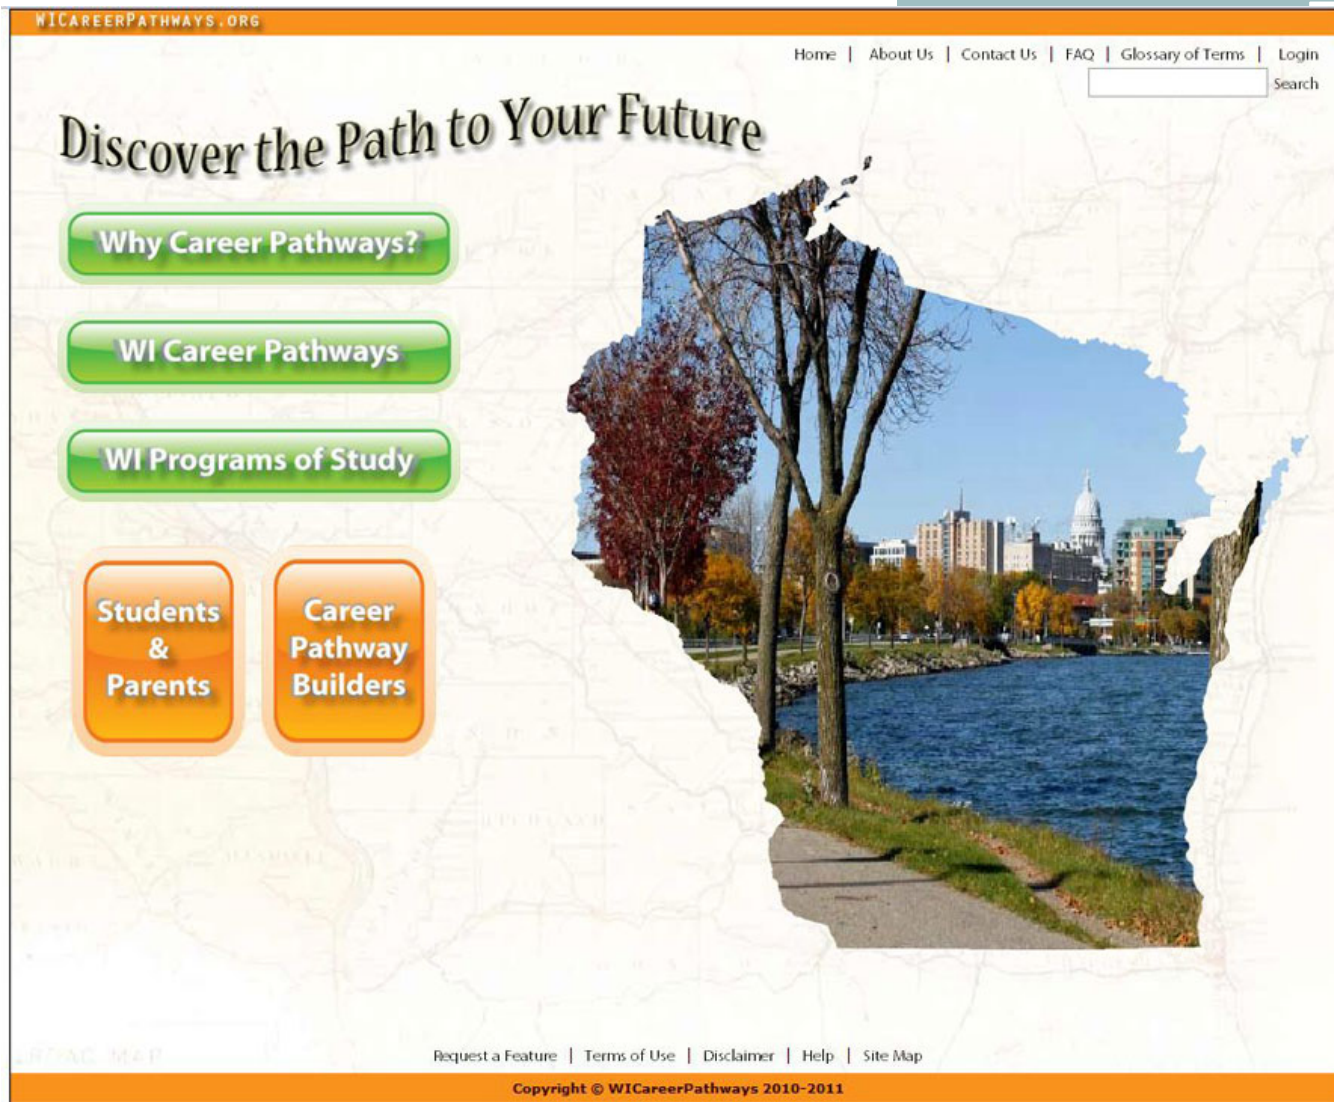 WICAREERPATHWAYS.ORG
Home | About Us | Contact Us | FAQ | Glossary of Terms | Login
Search
Discover the Path to Your Future
Why Career Pathways?
WI Career Pathways
WI Programs of Study
Students
&
Parents
Career
Pathway
Builders
ROAD MAP
Request a Feature | Terms of Use | Disclaimer | Help | Site Map
Copyright © WICareerPathways 2010-2011